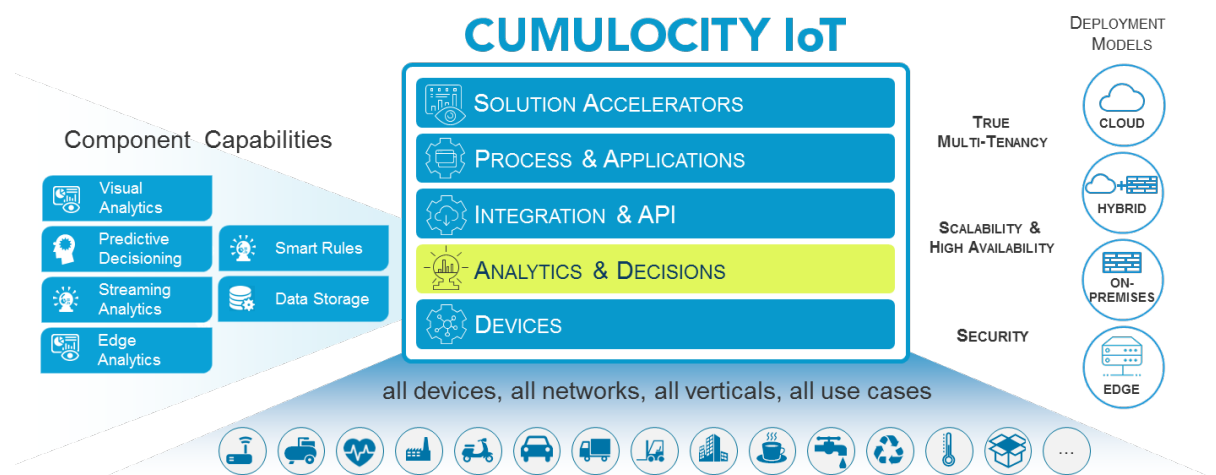 CUMULOCITY IoT
DEPLOYMENT
MODELS
Component Capabilities
Visual
Analytics
Predictive
Decisioning
Streaming
Analytics
Edge
Analytics
Smart Rules
Data Storage
SOLUTION ACCELERATORS
PROCESS & APPLICATIONS
INTEGRATION & API
ANALYTICS & DECISIONS
DEVICES
TRUE
MULTI-TENANCY
SCALABILITY &
HIGH AVAILABILITY
SECURITY
CLOUD
HYBRID
ON-
PREMISES
EDGE
all devices, all networks, all verticals, all use cases
...